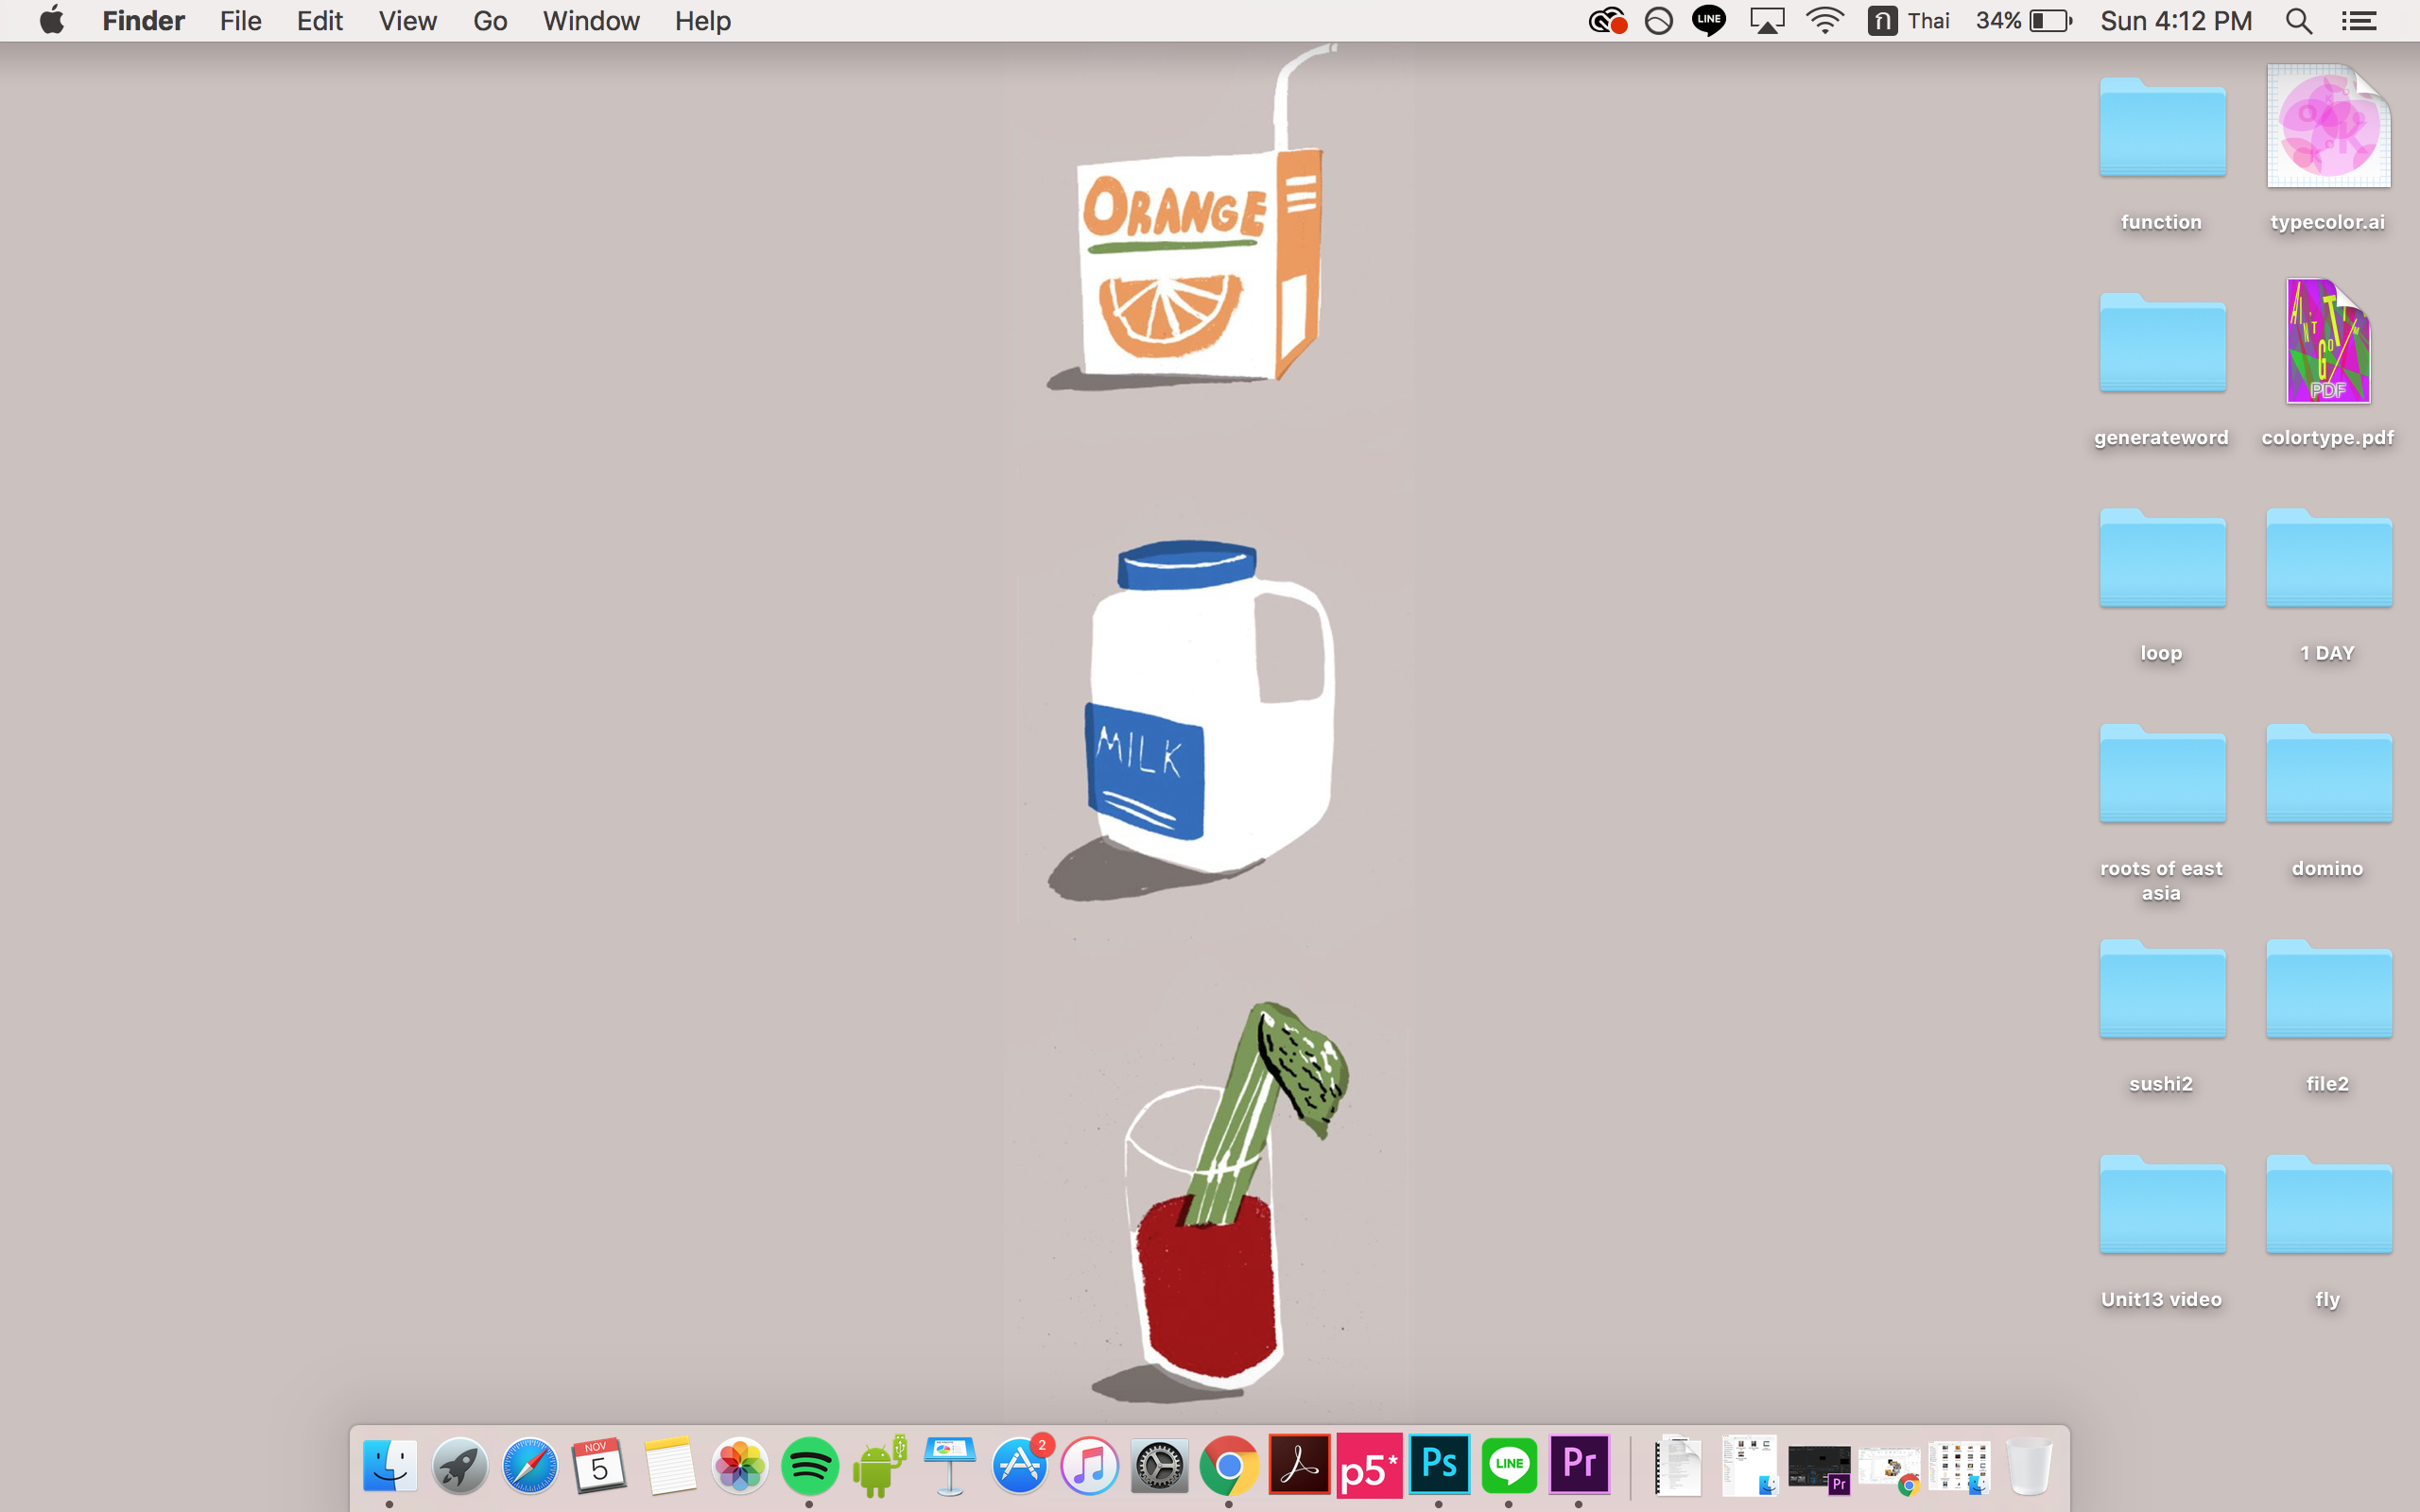 Finder File Edit View Go Window Help
LINE ก Thai 34% Sun 4:12 PM
ORANGE
MILK
function
typecolor.ai
generateword
PDF
colortype.pdf
loop
1 DAY
roots of east
asia
domino
sushi2
file2
Unit13 video
fly
NOV
5
2
p5*
Ps
LINE
Pr
Pr